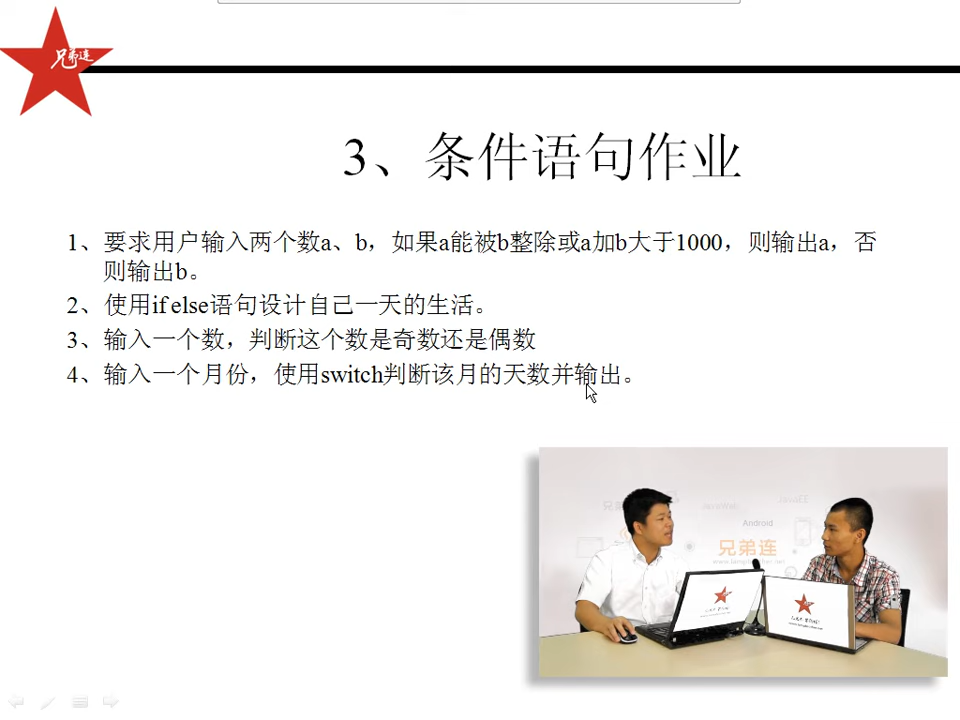 兄弟连
3、条件语句作业
1、要求用户输入两个数a、b，如果a能被b整除或a加b大于1000，则输出a，否
则输出b。
2、使用if else语句设计自己一天的生活。
3、输入一个数，判断这个数是奇数还是偶数
4、输入一个月份，使用switch判断该月的天数并输出。
JavaEE
Android
兄弟连